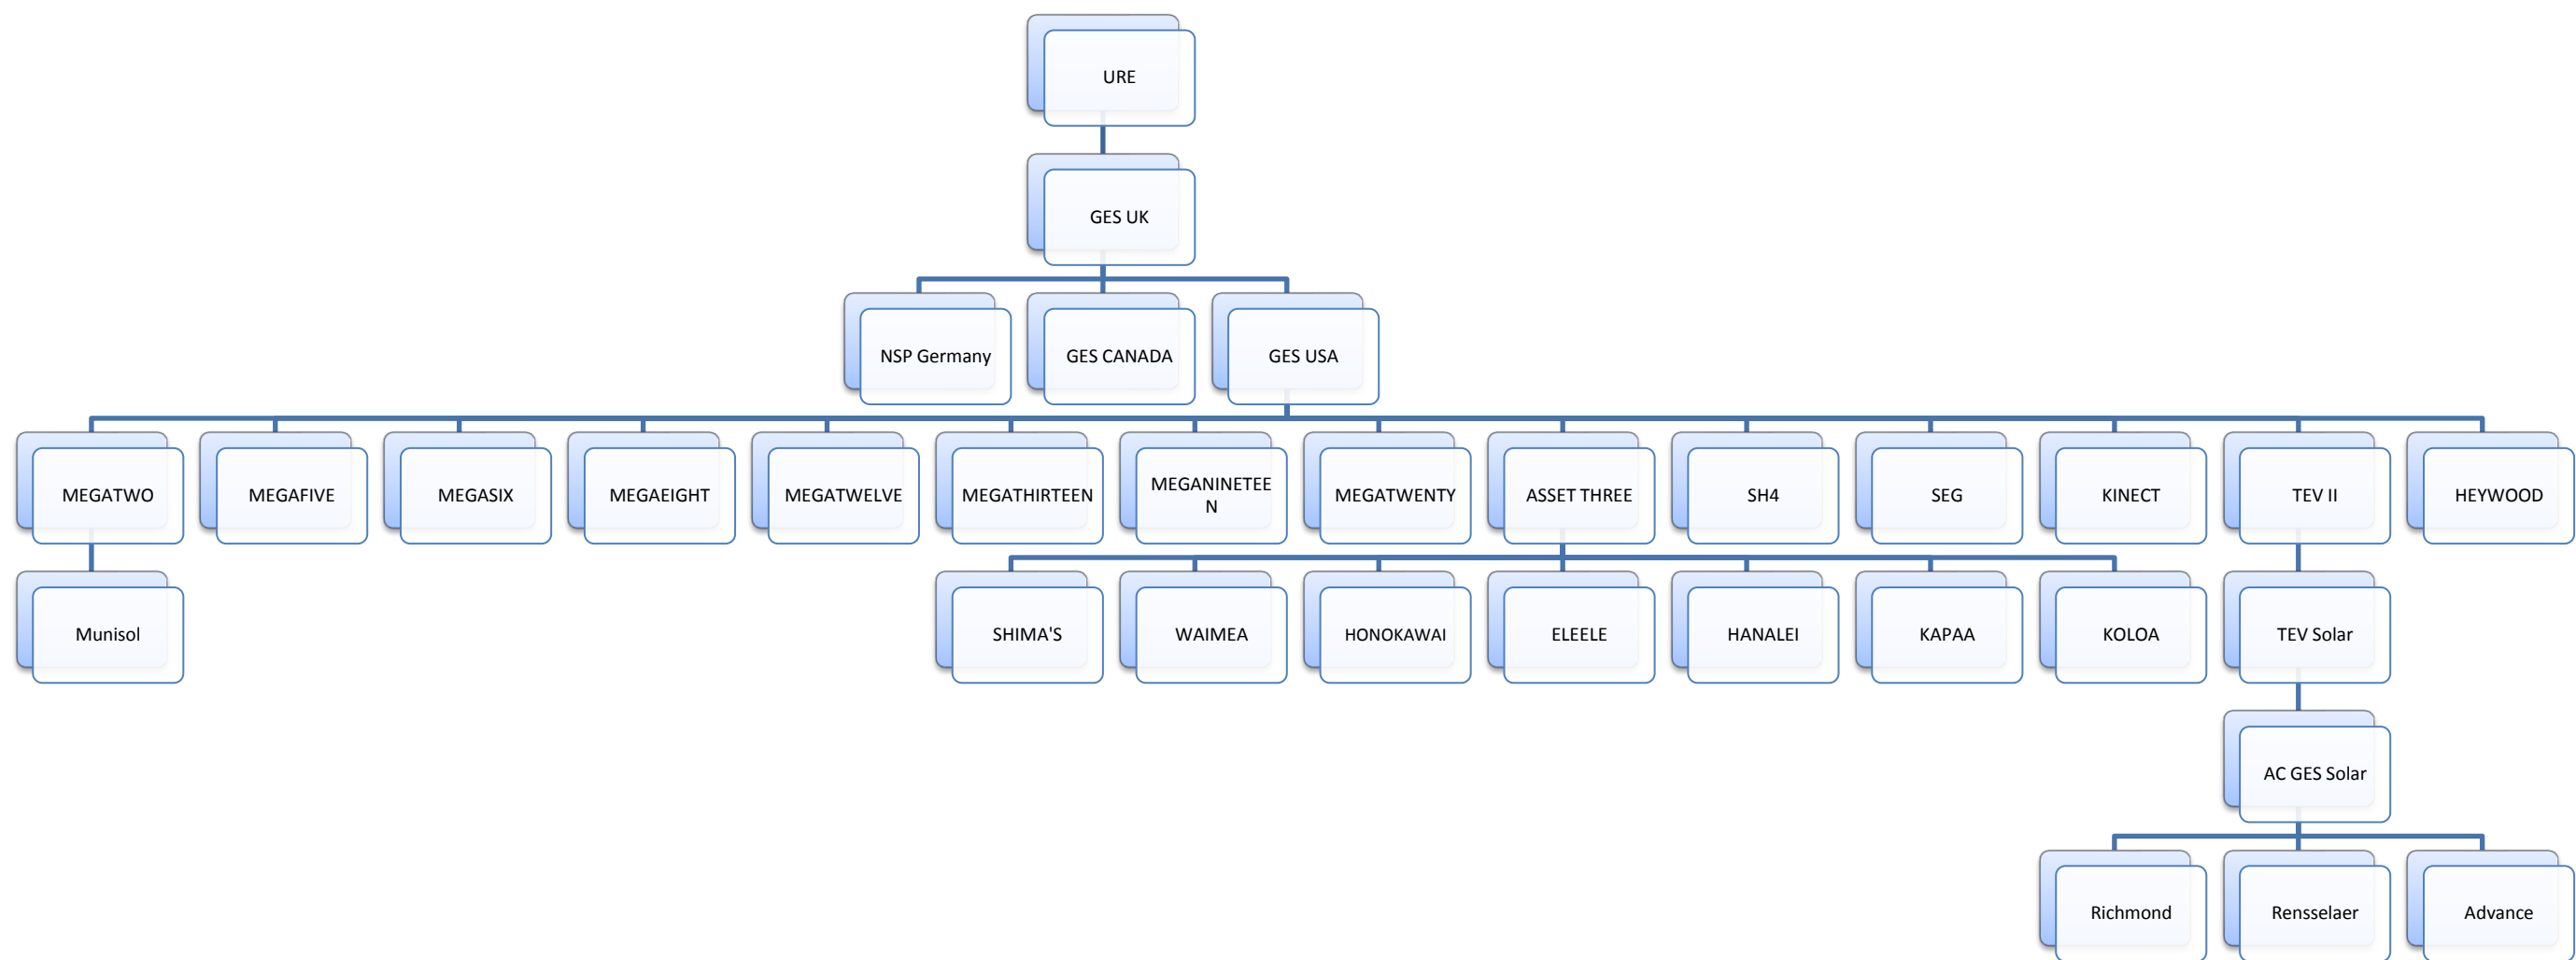 URE
GES UK
NSP Germany
GES CANADA
GES USA
MEGATWO
MEGAFIVE
MEGASIX
MEGAEIGHT
MEGATWELVE
MEGATHIRTEEN
MEGANINETEE
N
MEGATWENTY
ASSET THREE
SH4
SEG
KINECT
TEV II
HEYWOOD
Munisol
SHIMA'S
WAIMEA
HONOKAWAI
ELEELE
HANALEI
KAPAA
KOLOA
TEV Solar
AC GES Solar
Richmond
Rensselaer
Advance